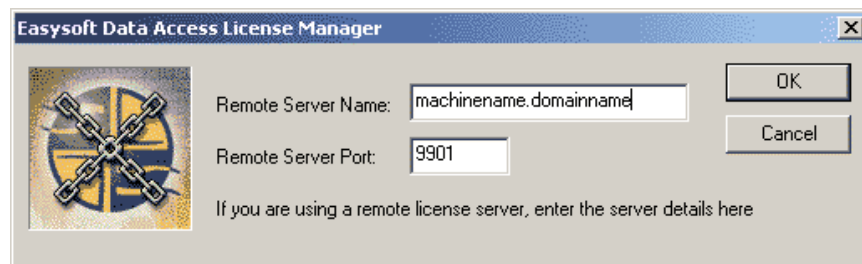 Easysoft Data Access License Manager
Remote Server Name: machinename.domainname
OK
Remote Server Port: 9901
Cancel
If you are using a remote license server, enter the server details here